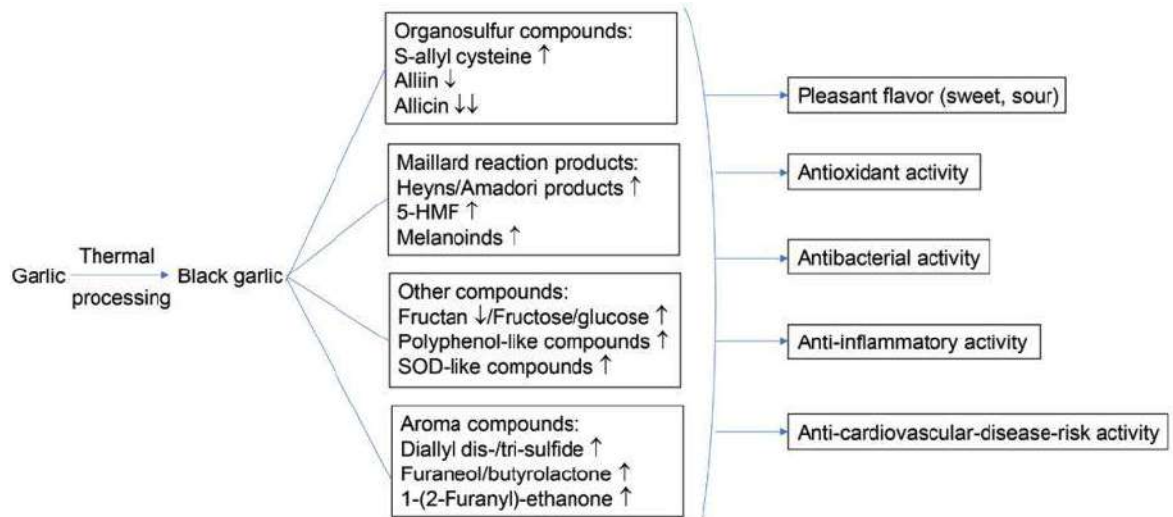 Garlic
Thermal
processing
Black garlic
Organosulfur compounds:
S-allyl cysteine ↑
Alliin ↓
Allicin ↓↓
Maillard reaction products:
Heyns/Amadori products ↑
5-HMF ↑
Melanoinds ↑
Other compounds:
Fructan ↓/Fructose/glucose ↑
Polyphenol-like compounds ↑
SOD-like compounds ↑
Aroma compounds:
Diallyl dis-/tri-sulfide ↑
Furaneol/butyrolactone ↑
1-(2-Furanyl)-ethanone ↑
Pleasant flavor (sweet, sour)
Antioxidant activity
Antibacterial activity
Anti-inflammatory activity
Anti-cardiovascular-disease-risk activity